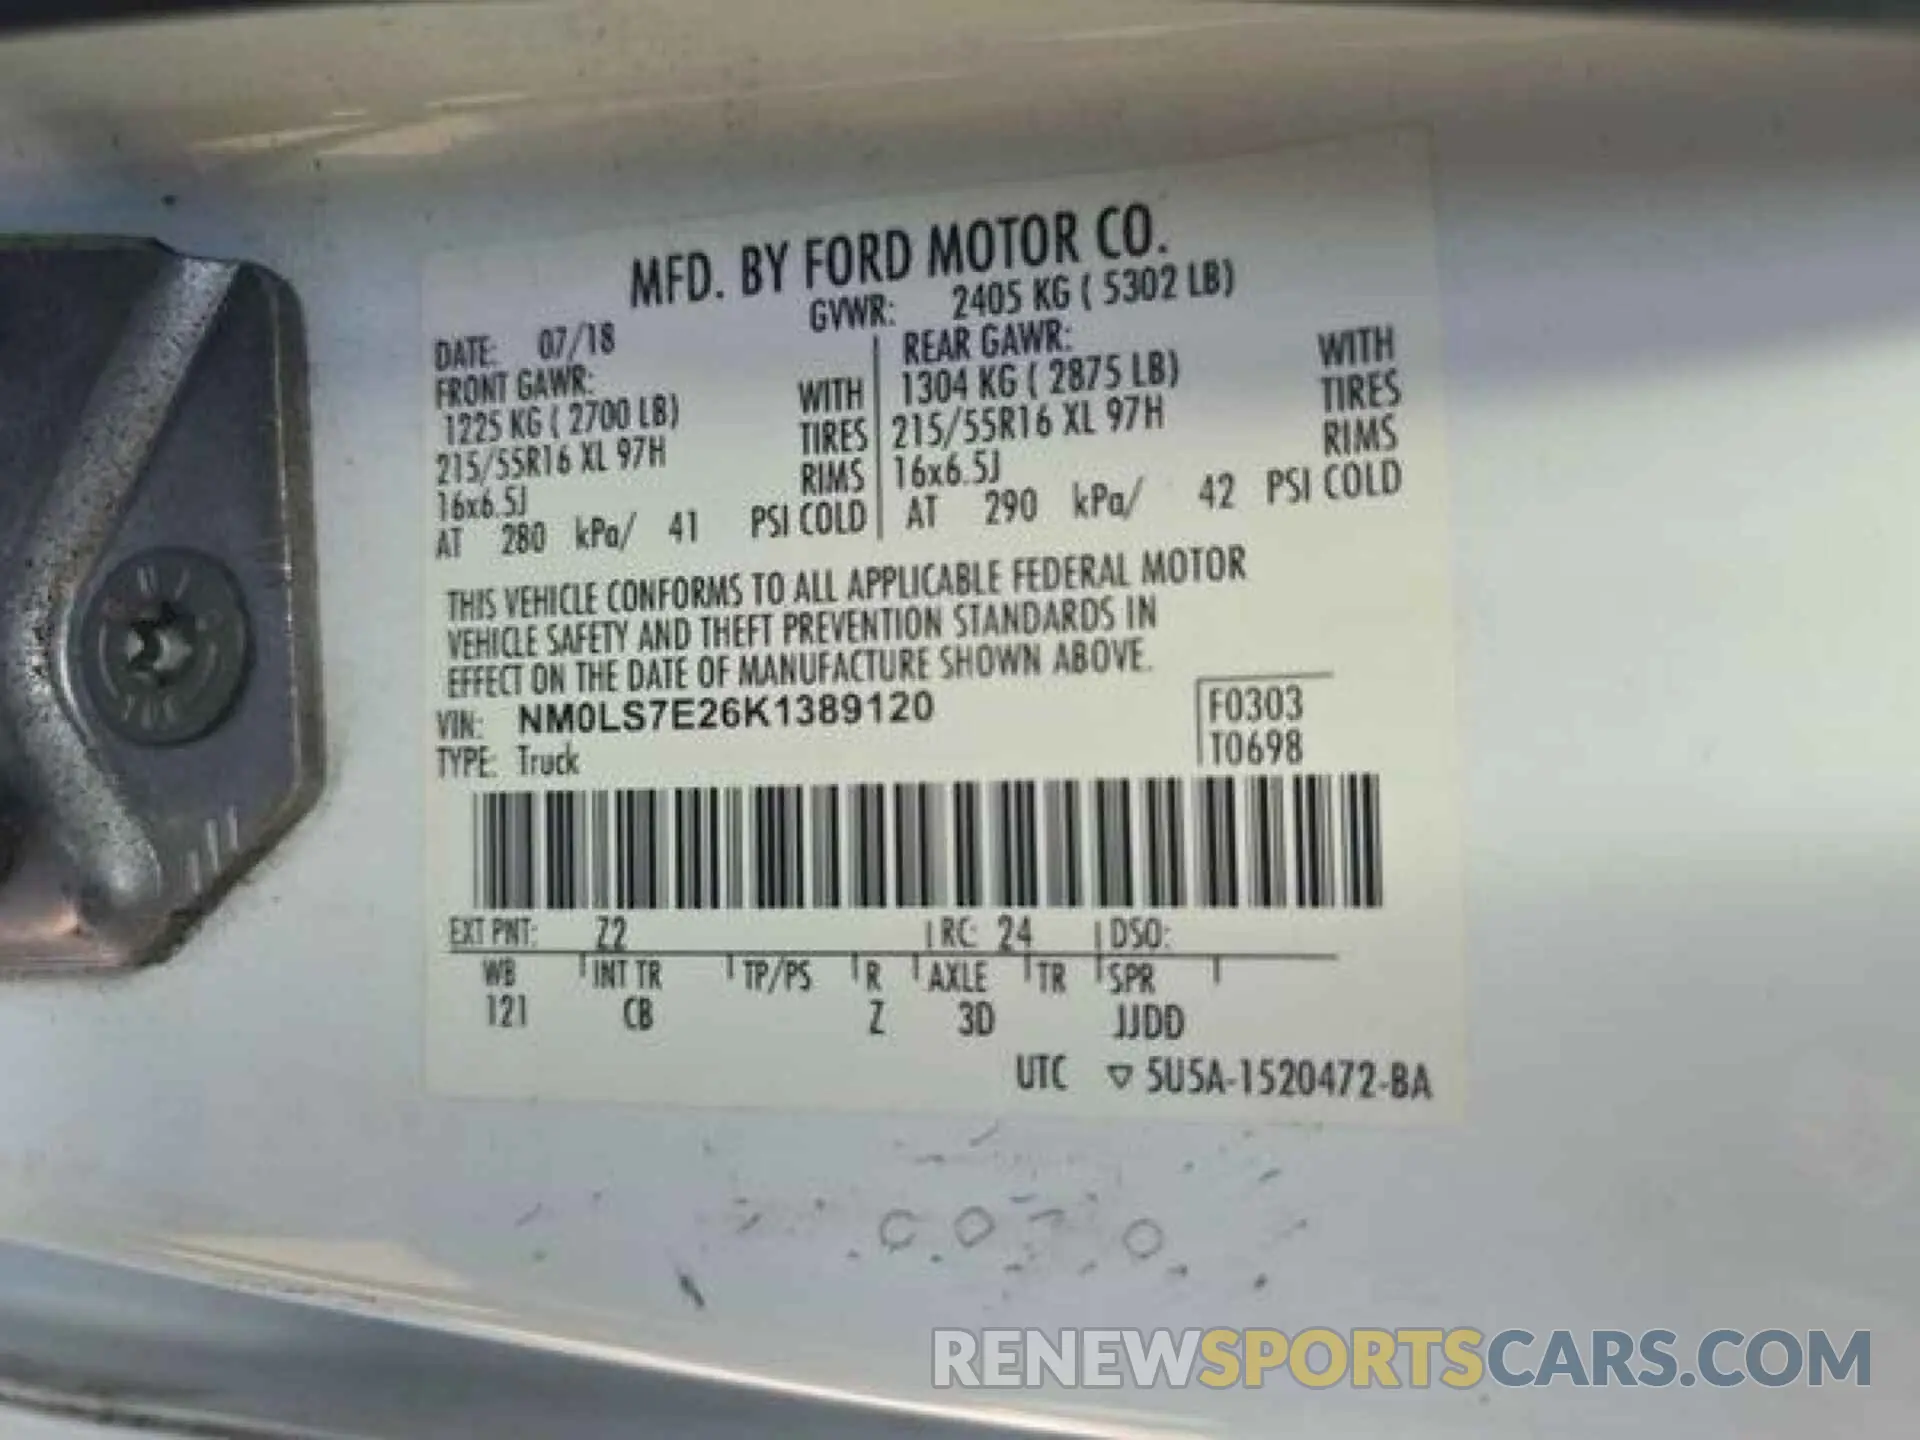 MFD. BY FORD MOTOR CO.
DATE: 07/18 GVWR: 2405 KG ( 5302 LB)
FRONT GAWR: REAR GAWR:
1225 KG ( 2700 LB) WITH 1304 KG ( 2875 LB) WITH
215/55R16 XL 97H TIRES 215/55R16 XL 97H TIRES
16x6.5J RIMS 16x6.5J RIMS
AT 280 kPa/ 41 PSI COLD AT 290 kPa/ 42 PSI COLD
THIS VEHICLE CONFORMS TO ALL APPLICABLE FEDERAL MOTOR
VEHICLE SAFETY AND THEFT PREVENTION STANDARDS IN
EFFECT ON THE DATE OF MANUFACTURE SHOWN ABOVE.
VIN: NM0LS7E26K1389120 F0303
TYPE: Truck T0698
EXT PNT: Z2 RC: 24 DSO:
WB INT TR TP/PS R AXLE TR SPR
121 CB Z 3D JJDD
UTC ▽ 5U5A-1520472-BA
RENEWSPORTSCARS.COM